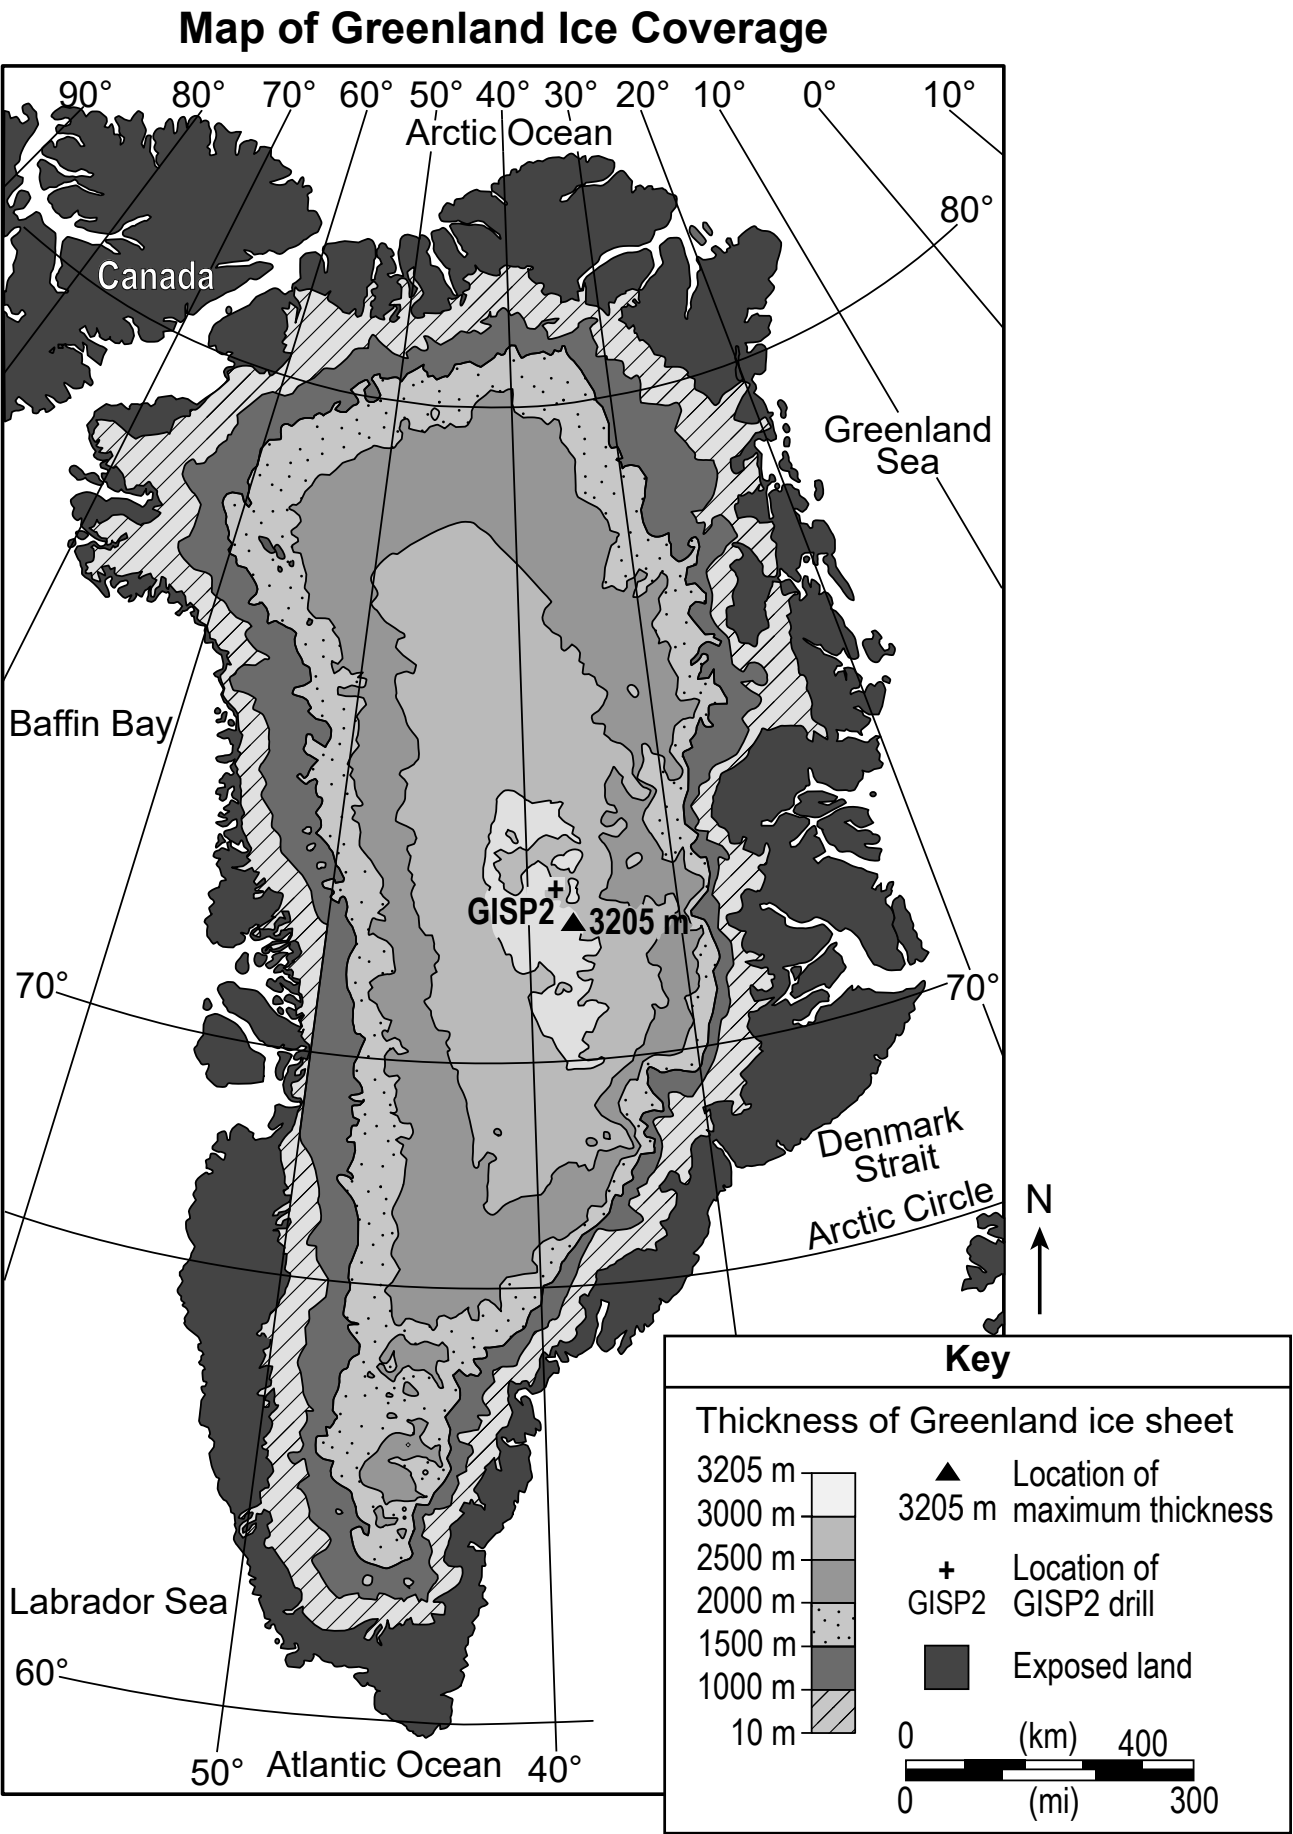 Map of Greenland Ice Coverage
90° 80° 70° 60° 50° 40° 30° 20° 10° 0° 10°
Arctic Ocean
80°
Canada
Greenland
Sea
Baffin Bay
GISP2
3205 m
70°
70°
Denmark
Strait
Arctic Circle
N
Labrador Sea
60°
50°
Atlantic Ocean
40°
Key
Thickness of Greenland ice sheet
3205 m
3000 m
2500 m
2000 m
1500 m
1000 m
10 m
3205 m
Location of
maximum thickness
GISP2
Location of
GISP2 drill
Exposed land
0 (km) 400
0 (mi) 300